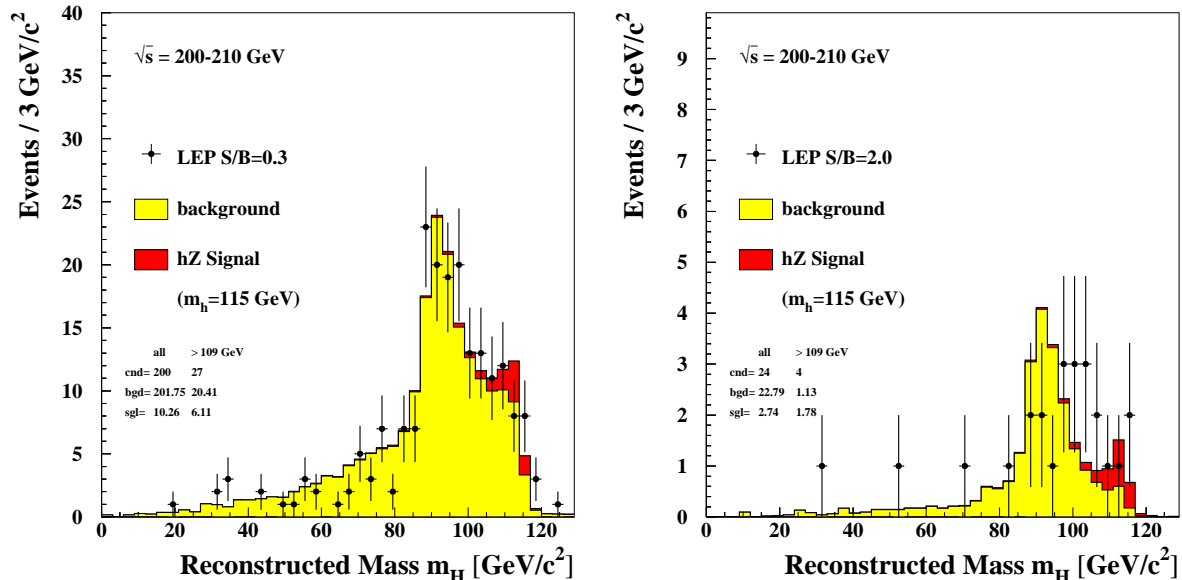 Events / 3 GeV/c²
40
35
30
25
20
15
10
5
0
√s = 200-210 GeV
LEP S/B=0.3
background
hZ Signal
(m_h=115 GeV)
all > 109 GeV
cnd= 200 27
bgd= 201.75 20.41
sgl= 10.26 6.11
0 20 40 60 80 100 120
Reconstructed Mass m_H [GeV/c²]
Events / 3 GeV/c²
9
8
7
6
5
4
3
2
1
0
√s = 200-210 GeV
LEP S/B=2.0
background
hZ Signal
(m_h=115 GeV)
all > 109 GeV
cnd= 24 4
bgd= 22.79 1.13
sgl= 2.74 1.78
0 20 40 60 80 100 120
Reconstructed Mass m_H [GeV/c²]